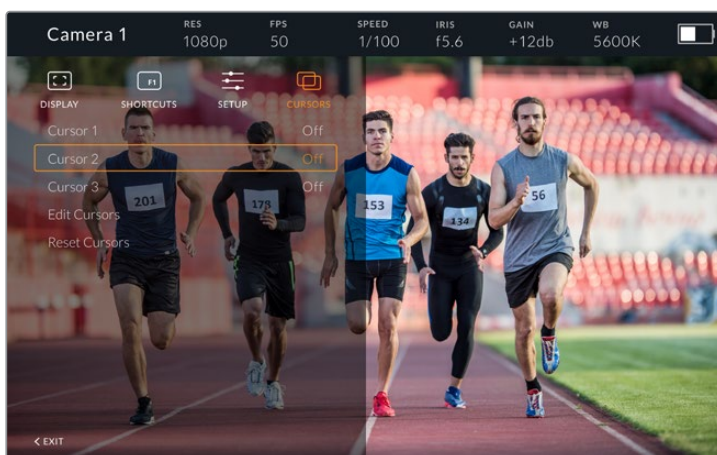 Camera 1
RES FPS SPEED IRIS GAIN WB
1080p 50 1/100 f5.6 +12db 5600K
F1
DISPLAY SHORTCUTS SETUP CURSORS
Cursor 1 Off
Cursor 2 Off
Cursor 3 Off
Edit Cursors
Reset Cursors
201 178 153 134 56
< EXIT